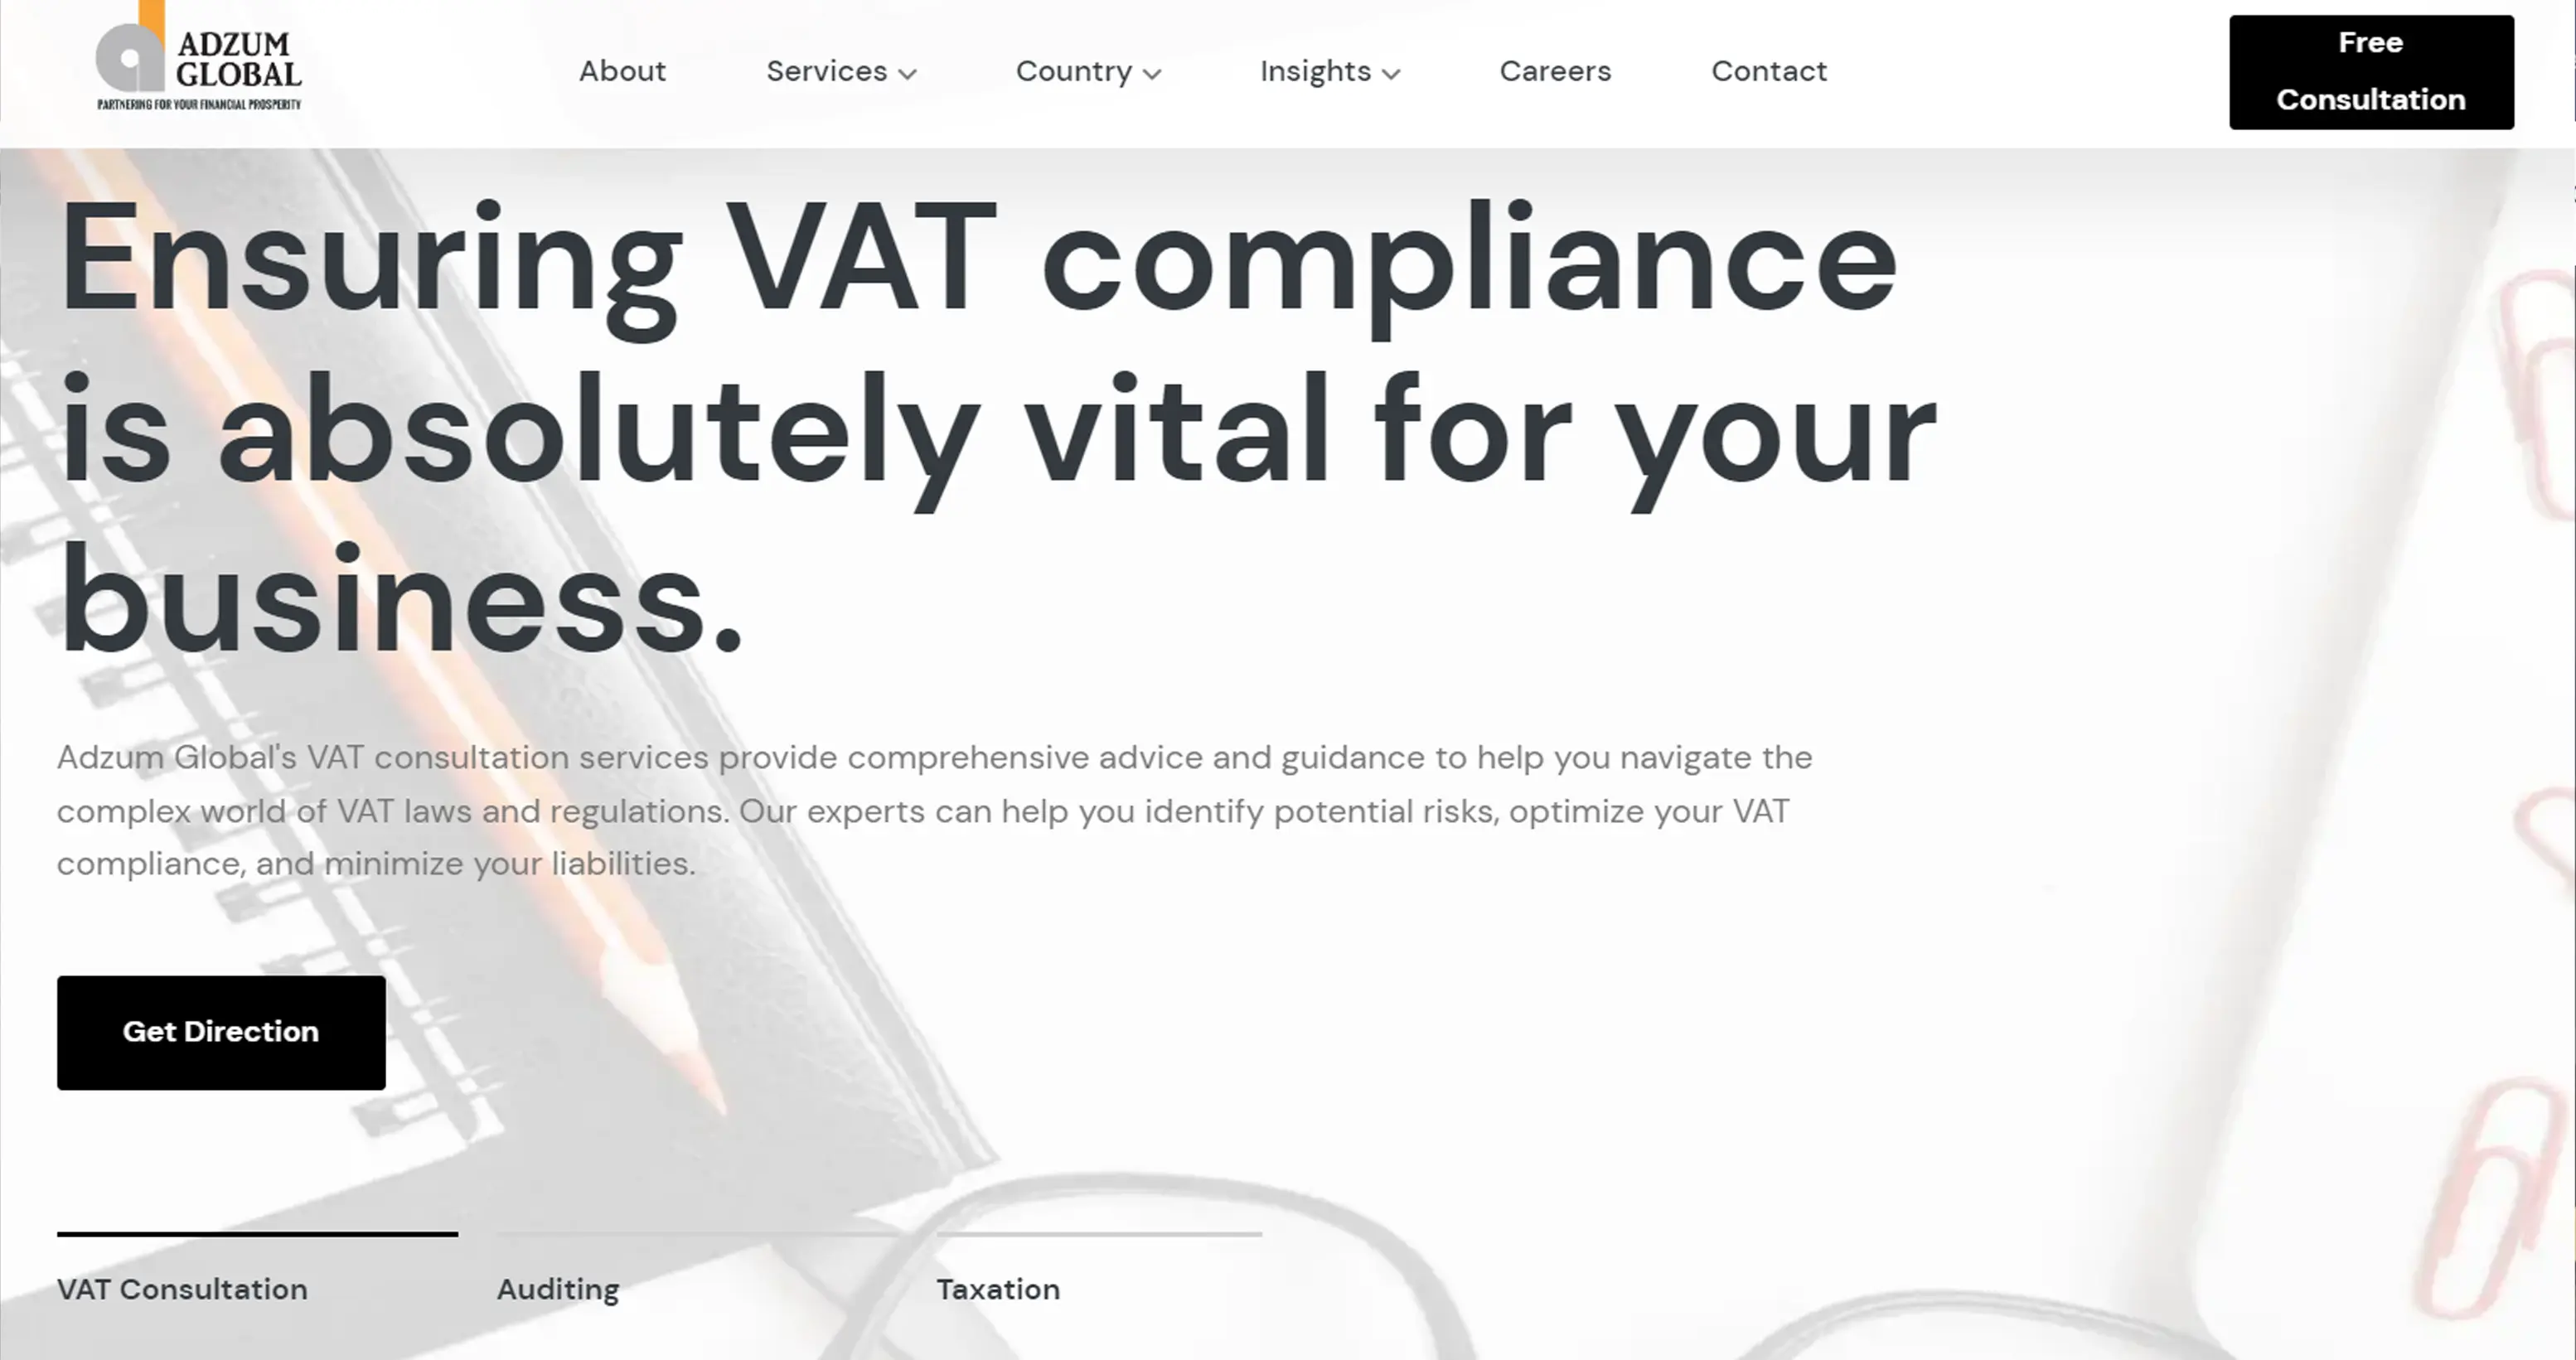 ADZUM
GLOBAL
PARTNERING FOR YOUR FINANCIAL PROSPERITY
About
Services
Country
Insights
Careers
Contact
Free
Consultation
Ensuring VAT compliance
is absolutely vital for your
business.
Adzum Global's VAT consultation services provide comprehensive advice and guidance to help you navigate the
complex world of VAT laws and regulations. Our experts can help you identify potential risks, optimize your VAT
compliance, and minimize your liabilities.
Get Direction
VAT Consultation
Auditing
Taxation